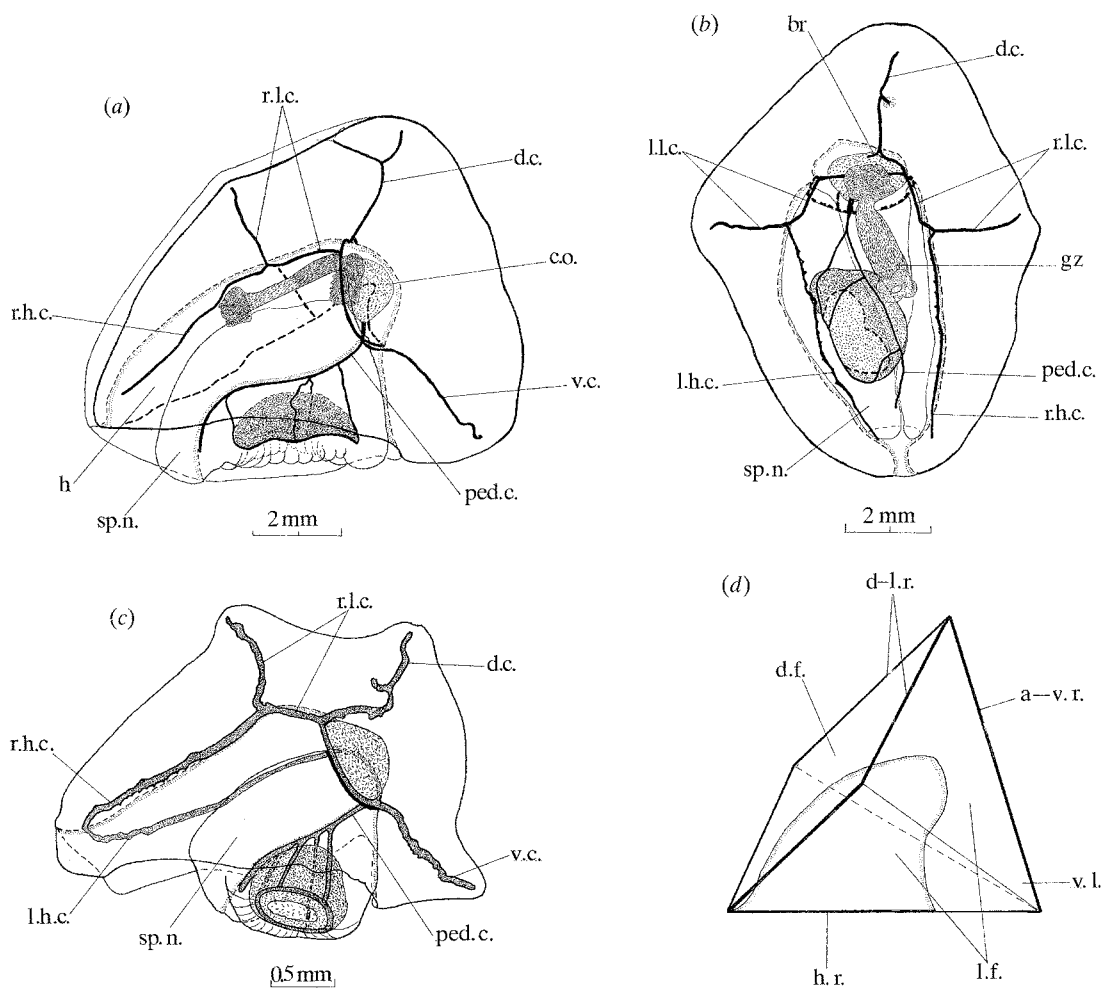 (a)
r.l.c.
d.c.
c.o.
r.h.c.
v.c.
h
sp.n.
ped.c.
2 mm
(b)
br
d.c.
l.l.c.
r.l.c.
gz
l.h.c.
ped.c.
r.h.c.
sp.n.
2 mm
(c)
r.l.c.
d.c.
r.h.c.
v.c.
l.h.c.
sp.n.
ped.c.
0.5 mm
(d)
d–l.r.
d.f.
a–v. r.
v. l.
l.f.
h. r.